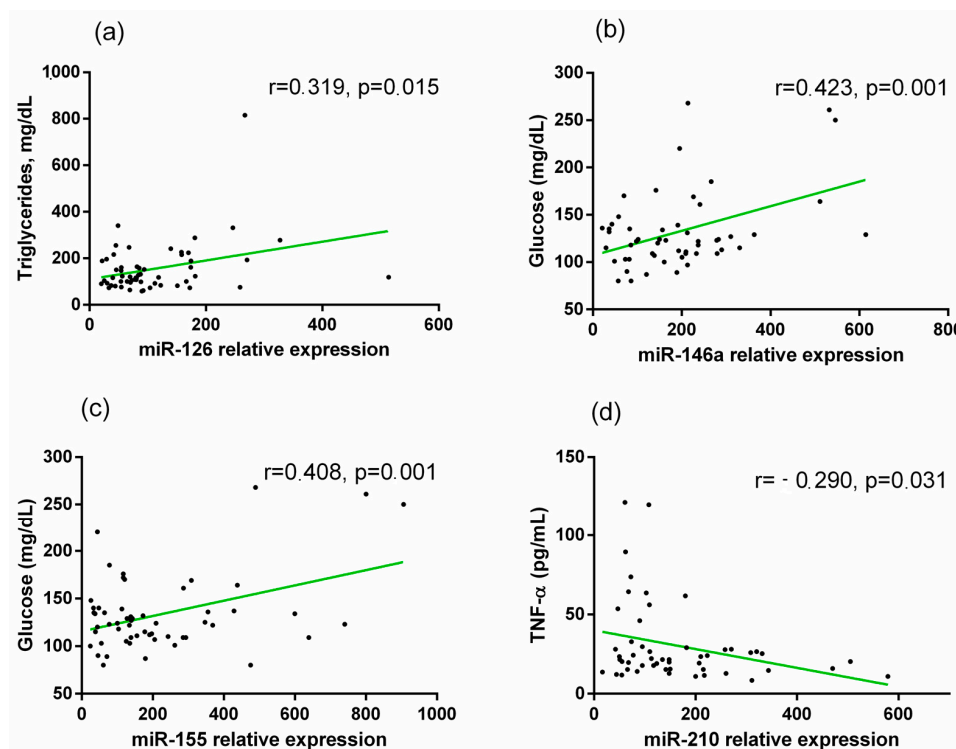 (a)
r=0.319, p=0.015
Triglycerides, mg/dL
1000
800
600
400
200
0
0 200 400 600
miR-126 relative expression
(b)
r=0.423, p=0.001
Glucose (mg/dL)
300
250
200
150
100
50
0 200 400 600 800
miR-146a relative expression
(c)
r=0.408, p=0.001
Glucose (mg/dL)
300
250
200
150
100
50
0 200 400 600 800 1000
miR-155 relative expression
(d)
r= - 0.290, p=0.031
TNF-α (pg/mL)
150
100
50
0
0 200 400 600
miR-210 relative expression